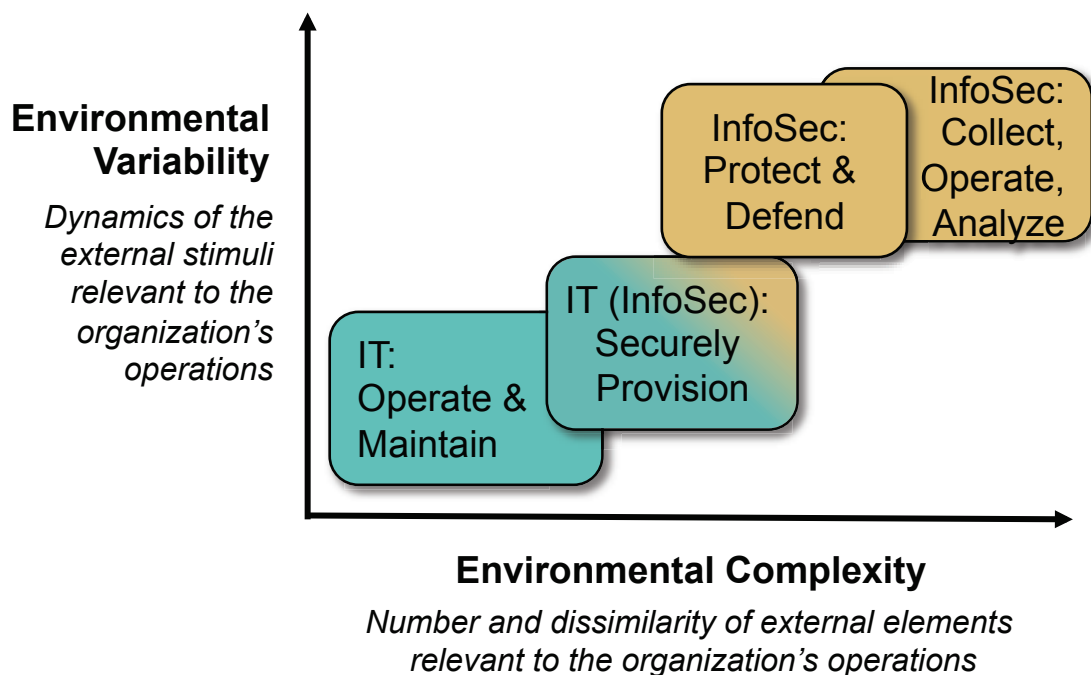 Environmental
Variability
Dynamics of the
external stimuli
relevant to the
organization's
operations
InfoSec:
Protect &
Defend
InfoSec:
Collect,
Operate,
Analyze
IT (InfoSec):
Securely
Provision
IT:
Operate &
Maintain
Environmental Complexity
Number and dissimilarity of external elements
relevant to the organization's operations